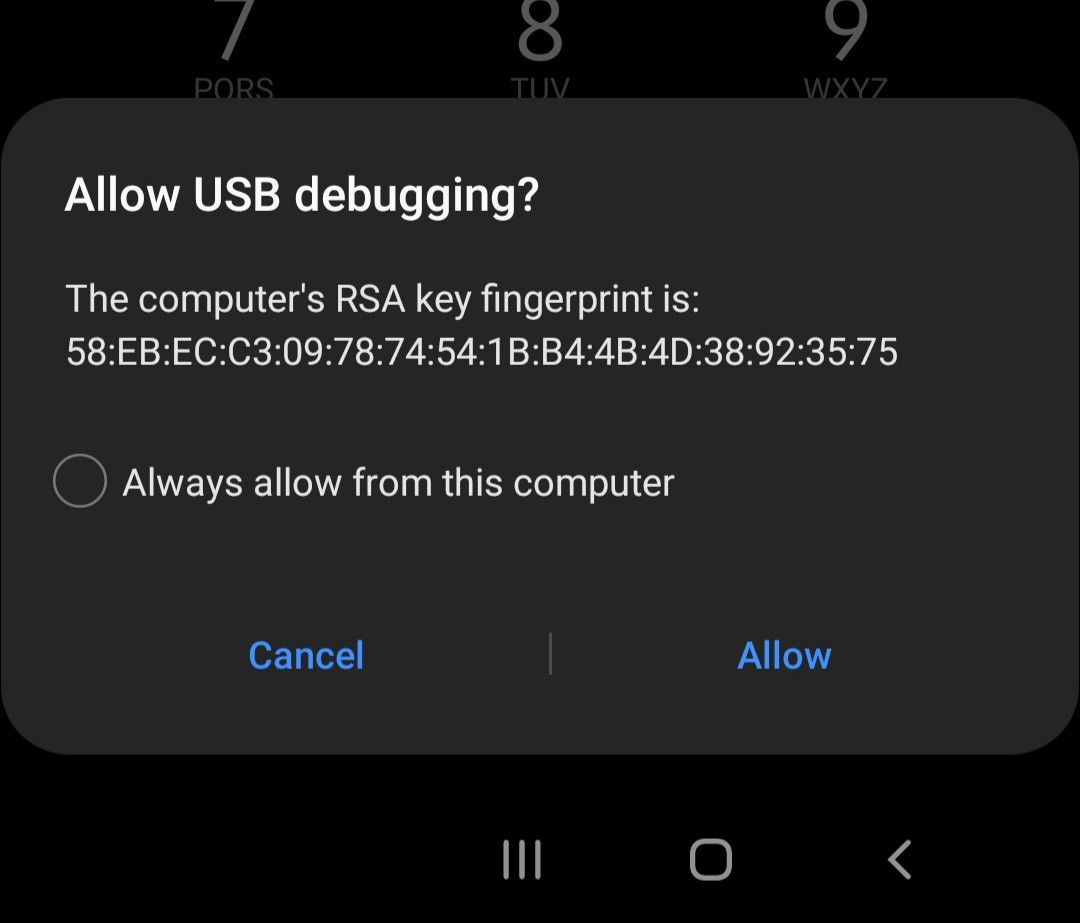 7 8 9
PQRS TUV WXYZ
Allow USB debugging?
The computer's RSA key fingerprint is:
58:EB:EC:C3:09:78:74:54:1B:B4:4B:4D:38:92:35:75
Always allow from this computer
Cancel | Allow